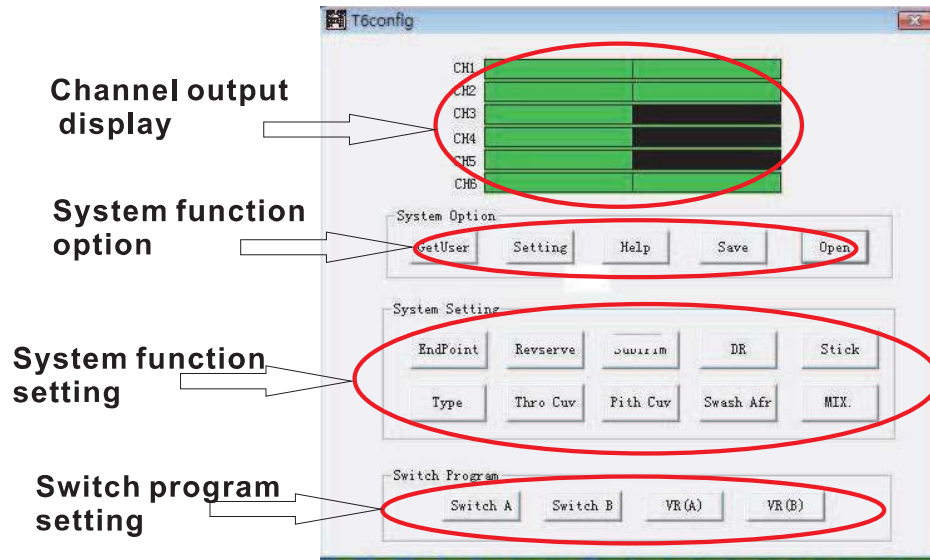 T6config
CH1
CH2
CH3
CH4
CH5
CH6
Channel output
display
System Option
GetUser Setting Help Save Open
System function
option
System Setting
EndPoint Revserve SubTrim DR Stick
Type Thro Cuv Pith Cuv Swash Afr MIX.
System function
setting
Switch Program
Switch A Switch B VR(A) VR(B)
Switch program
setting